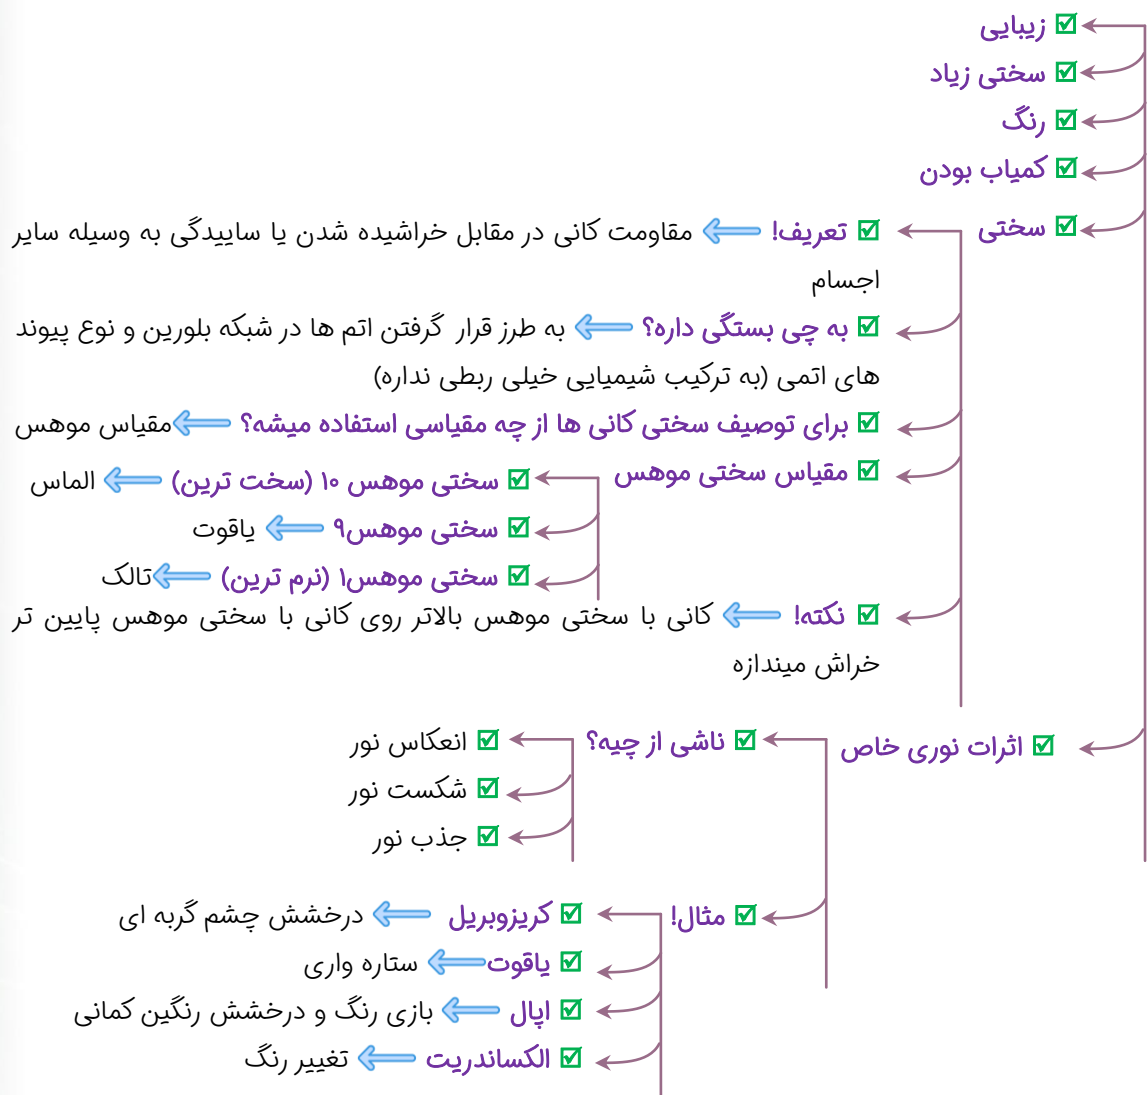 زیبایی
سختی زیاد
رنگ
کمیاب بودن
سختی
تعریف! مقاومت کانی در مقابل خراشیده شدن یا ساییدگی به وسیله سایر
اجسام
به چی بستگی داره؟ به طرز قرار گرفتن اتم ها در شبکه بلورین و نوع پیوند
های اتمی (به ترکیب شیمیایی خیلی ربطی نداره)
برای توصیف سختی کانی ها از چه مقیاسی استفاده میشه؟ مقیاس موهس
مقیاس سختی موهس
سختی موهس ۱۰ (سخت ترین) الماس
سختی موهس۹ یاقوت
سختی موهس۱ (نرم ترین) تالک
نکته! کانی با سختی موهس بالاتر روی کانی با سختی موهس پایین تر
خراش میندازه
اثرات نوری خاص
ناشی از چیه؟
انعکاس نور
شکست نور
جذب نور
مثال!
کریزوبریل درخشش چشم گربه ای
یاقوت ستاره واری
اپال بازی رنگ و درخشش رنگین کمانی
الکساندریت تغییر رنگ